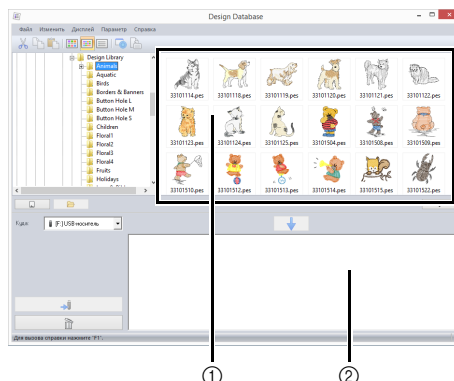 Design Database
Файл Изменить Дисплей Параметр Справка
Design Library
Animals
Aquatic
Birds
Borders & Banners
Button Hole L
Button Hole M
Button Hole S
Children
Floral1
Floral2
Floral3
Floral4
Fruits
Holidays
33101114.pes 33101118.pes 33101119.pes 33101120.pes 33101121.pes 33101122.pes
33101123.pes 33101124.pes 33101125.pes 33101504.pes 33101508.pes 33101509.pes
33101510.pes 33101512.pes 33101513.pes 33101514.pes 33101515.pes 33101522.pes
Куда: [F:] USB-носитель
Для вызова справки нажмите "F1".
① ②